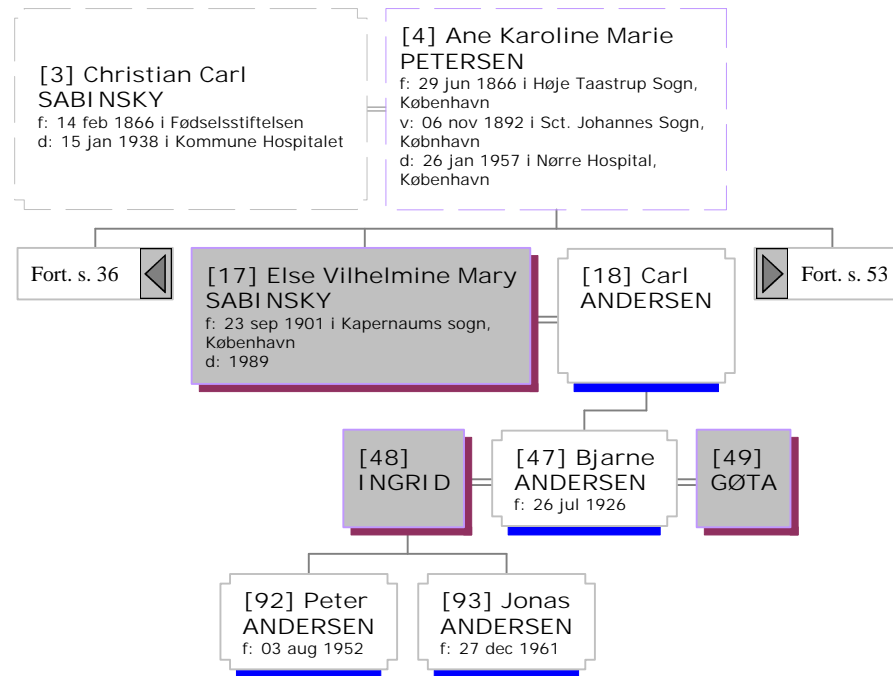 [3] Christian Carl
SABINSKY
f: 14 feb 1866 i Fødselsstiftelsen
d: 15 jan 1938 i Kommune Hospitalet
[4] Ane Karoline Marie
PETERSEN
f: 29 jun 1866 i Høje Taastrup Sogn,
København
v: 06 nov 1892 i Sct. Johannes Sogn,
Købnhavn
d: 26 jan 1957 i Nørre Hospital,
København
Fort. s. 36
[17] Else Vilhelmine Mary
SABINSKY
f: 23 sep 1901 i Kapernaums sogn,
København
d: 1989
[18] Carl
ANDERSEN
Fort. s. 53
[48]
INGRID
[47] Bjarne
ANDERSEN
f: 26 jul 1926
[49]
GØTA
[92] Peter
ANDERSEN
f: 03 aug 1952
[93] Jonas
ANDERSEN
f: 27 dec 1961